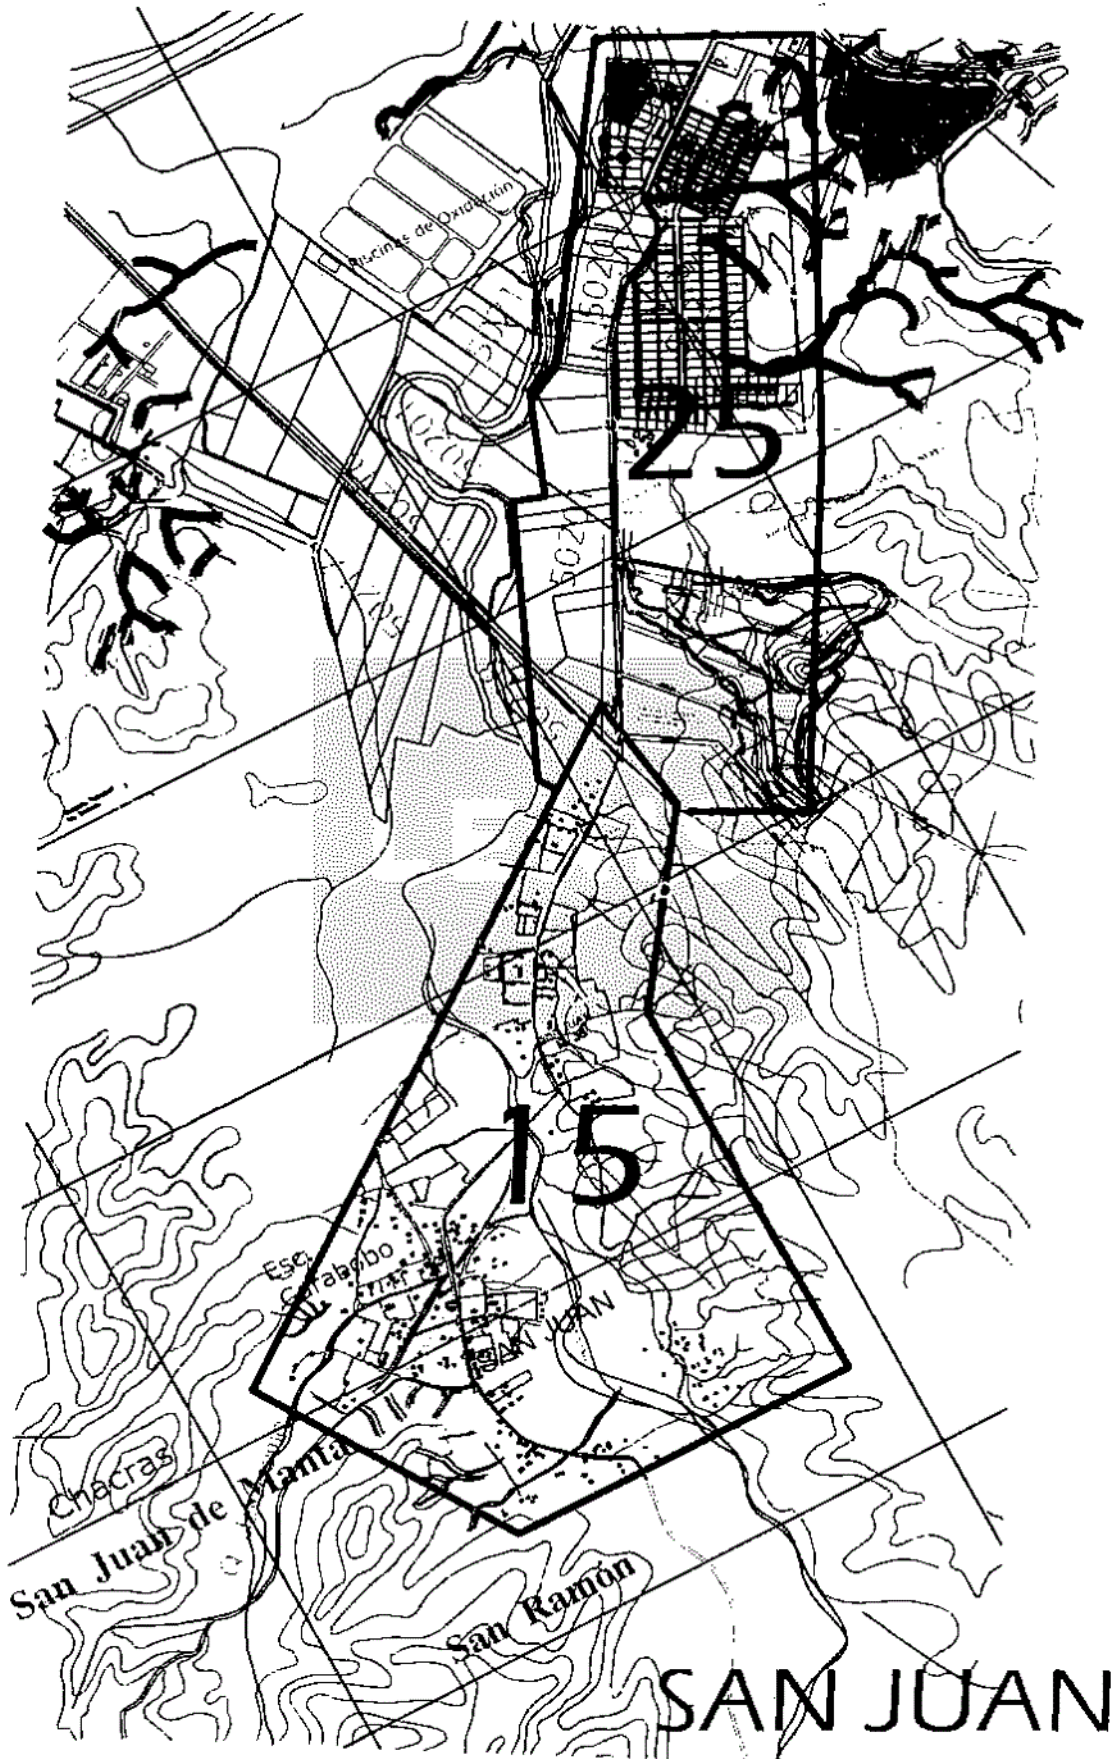 Piscinas de Oxidación
25
15
Esc.
Carabobo
SAN JUAN
Chacras
San Juan de Manta
San Ramón
SAN JUAN